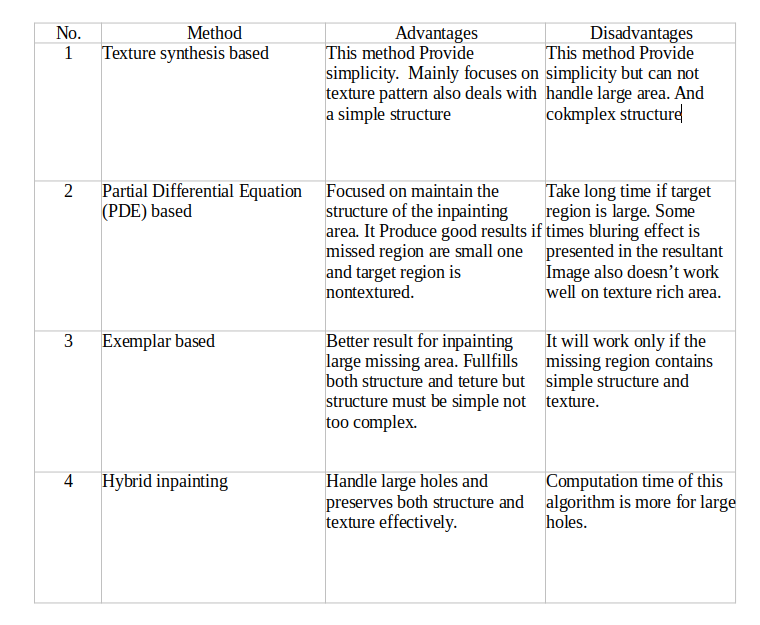 No. Method Advantages Disadvantages
1 Texture synthesis based This method Provide simplicity.  Mainly focuses on texture pattern also deals with a simple structure This method Provide simplicity but can not handle large area. And cokmplex structure
2 Partial Differential Equation (PDE) based Focused on maintain the structure of the inpainting area. It Produce good results if missed region are small one and target region is nontextured. Take long time if target region is large. Some times bluring effect is presented in the resultant Image also doesn't work well on texture rich area.
3 Exemplar based Better result for inpainting large missing area. Fullfills both structure and teture but structure must be simple not too complex. It will work only if the missing region contains simple structure and texture.
4 Hybrid inpainting Handle large holes and preserves both structure and texture effectively. Computation time of this algorithm is more for large holes.